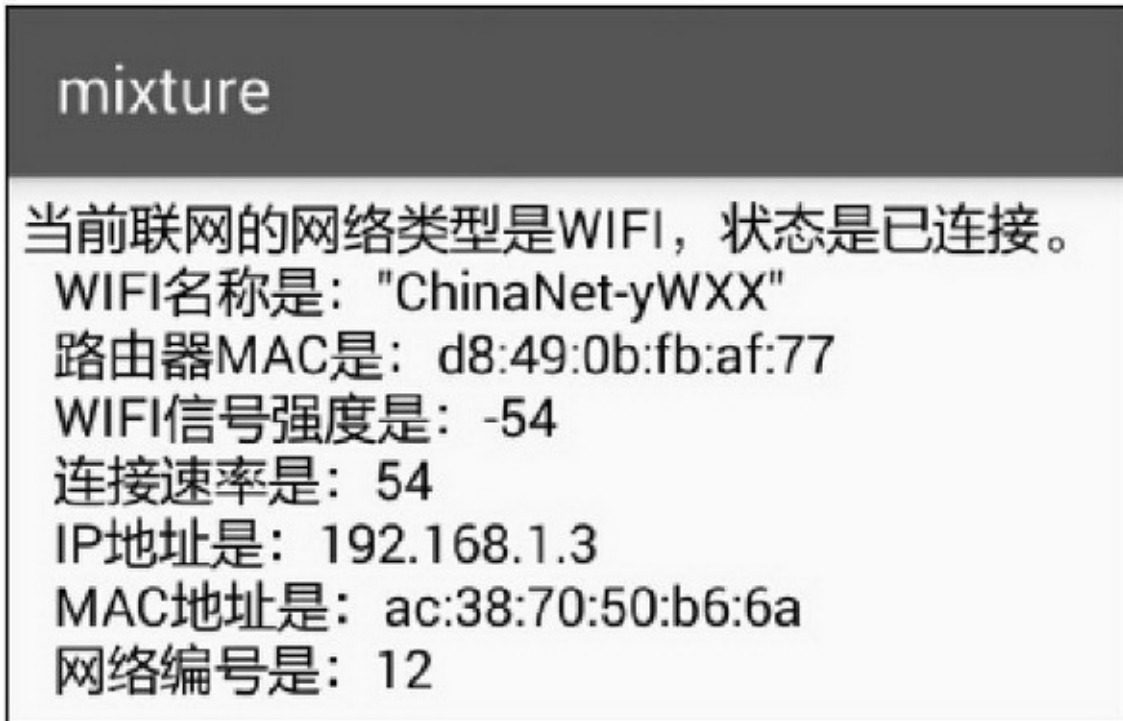 mixture
当前联网的网络类型是WIFI，状态是已连接。
WIFI名称是："ChinaNet-yWXX"
路由器MAC是：d8:49:0b:fb:af:77
WIFI信号强度是：-54
连接速率是：54
IP地址是：192.168.1.3
MAC地址是：ac:38:70:50:b6:6a
网络编号是：12